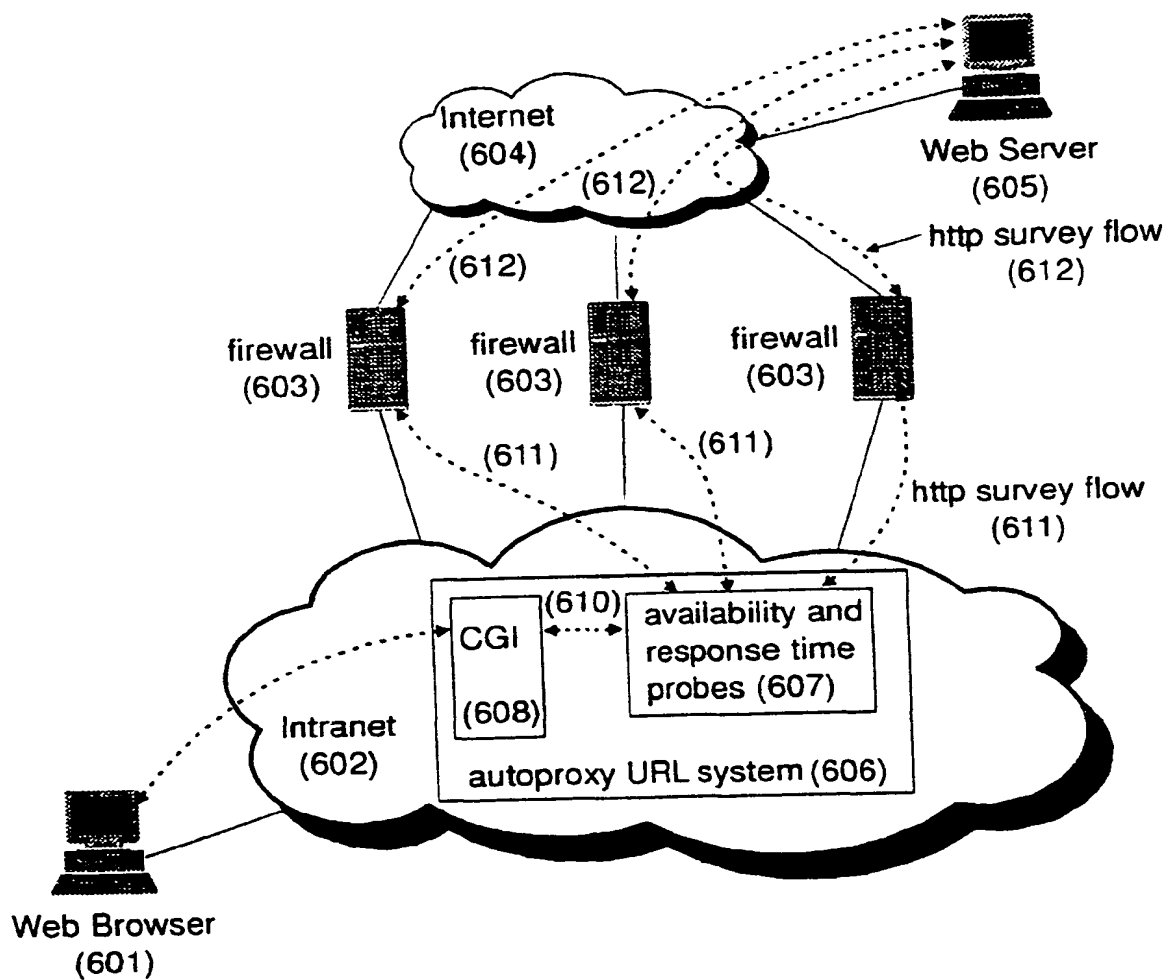 Internet
(604)
(612)
Web Server
(605)
http survey flow
(612)
(612)
firewall
(603)
firewall
(603)
firewall
(603)
(611)
(611)
http survey flow
(611)
CGI
(608)
(610)
availability and
response time
probes (607)
Intranet
(602)
autoproxy URL system (606)
Web Browser
(601)